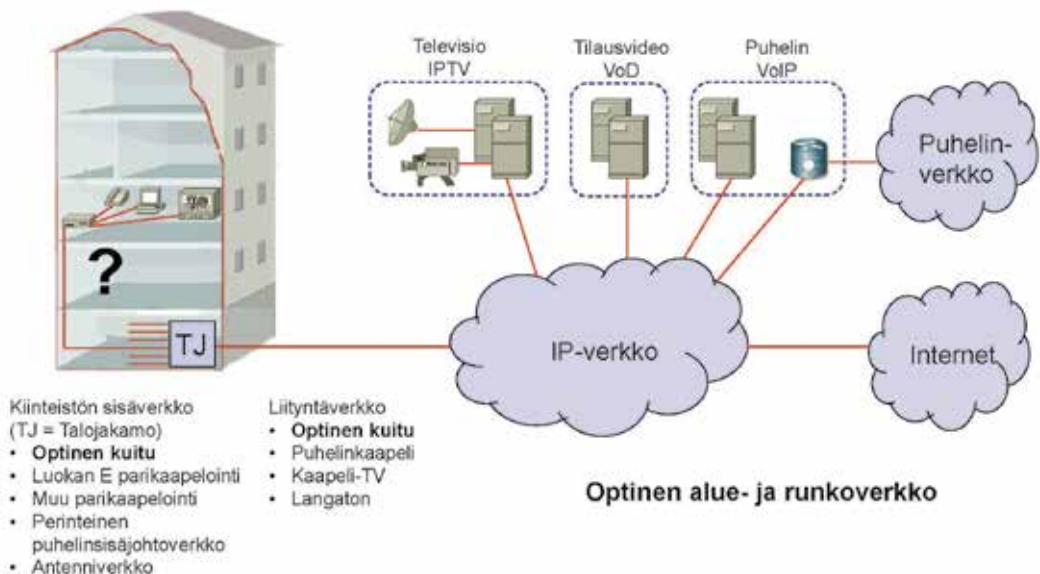 Televisio
IPTV
Tilausvideo
VoD
Puhelin
VoIP
Puhelin-
verkko
?
TJ
IP-verkko
Internet
Kiinteistön sisäverkko
(TJ = Talojakamo)
• Optinen kuitu
• Luokan E parikaapelointi
• Muu parikaapelointi
• Perinteinen
puhelinsisäjohtoverkko
• Antenniverkko
Liityntäverkko
• Optinen kuitu
• Puhelinkaapeli
• Kaapeli-TV
• Langaton
Optinen alue- ja runkoverkko